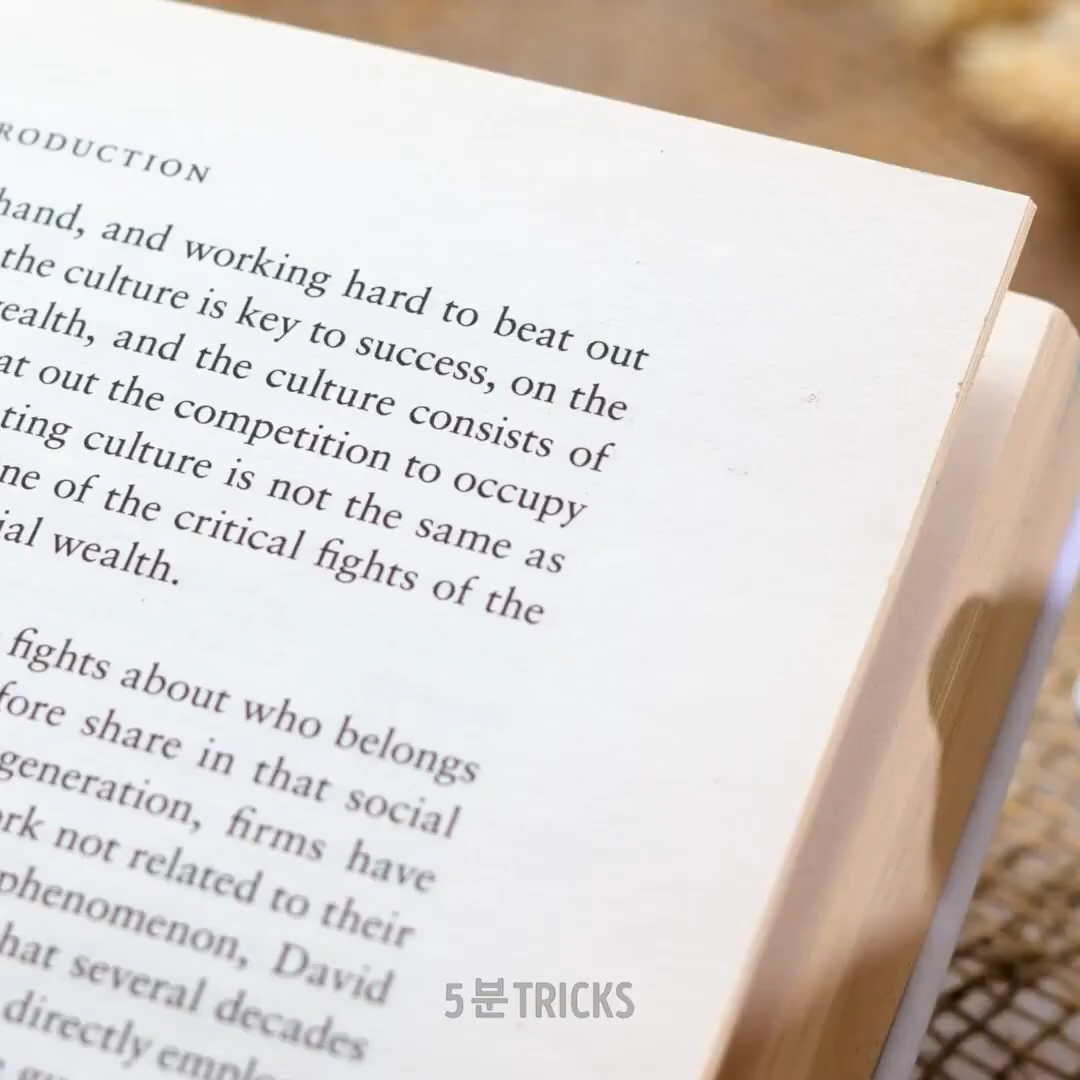 RODUCTION
hand, and working hard to beat out
the culture is key to success, on the
ealth, and the culture consists of
at out the competition to occupy
ting culture is not the same as
ne of the critical fights of the
ial wealth.
fights about who belongs
fore share in that social
generation, firms have
ork not related to their
phenomenon, David
hat several decades
directly emplo
5분TRICKS